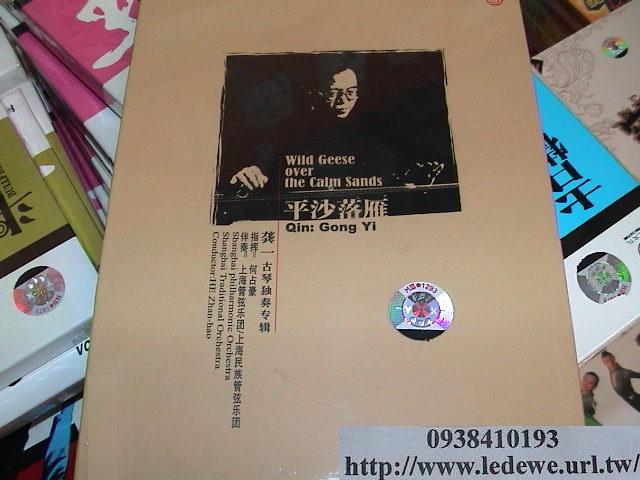 Wild Geese
over
the Calm Sands
平沙落雁
Qin: Gong Yi
龚一 古琴独奏专辑
指挥= 何占豪
伴奏= 上海管弦乐团/上海民族管弦乐团
Shanghai philharmonic Orchestra
Shanghai Traditional Orchestra
Conductor:HE Zhan-hao
0938410193
http://www.ledewe.url.tw/